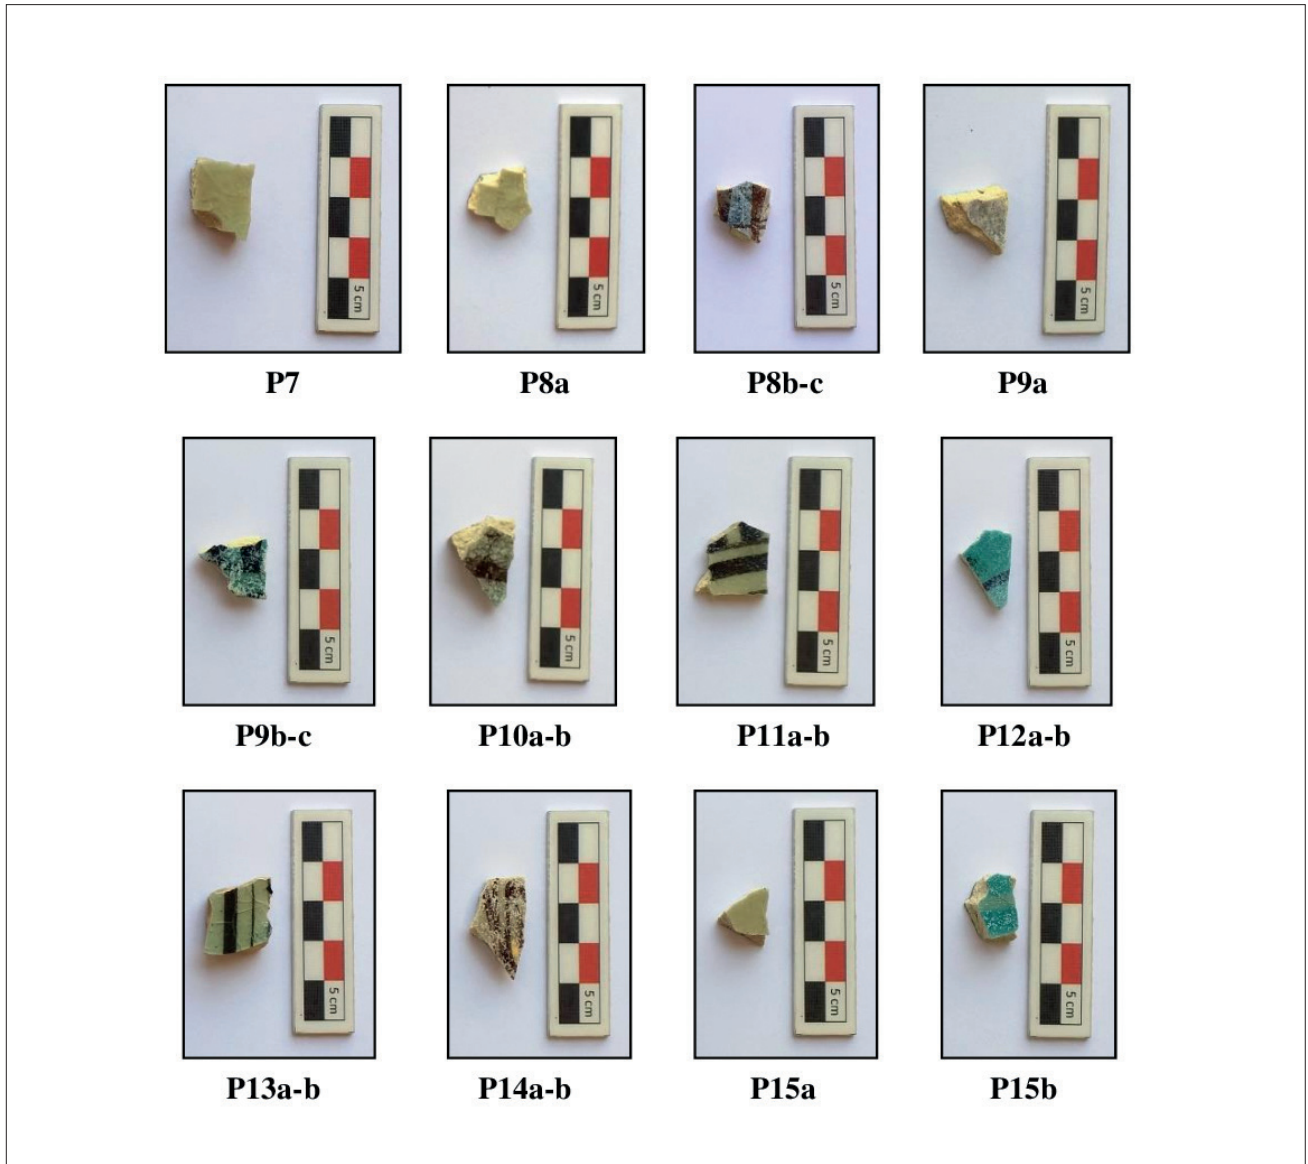 5 cm 5 cm 5 cm 5 cm
P7 P8a P8b-c P9a
5 cm 5 cm 5 cm 5 cm
P9b-c P10a-b P11a-b P12a-b
5 cm 5 cm 5 cm 5 cm
P13a-b P14a-b P15a P15b